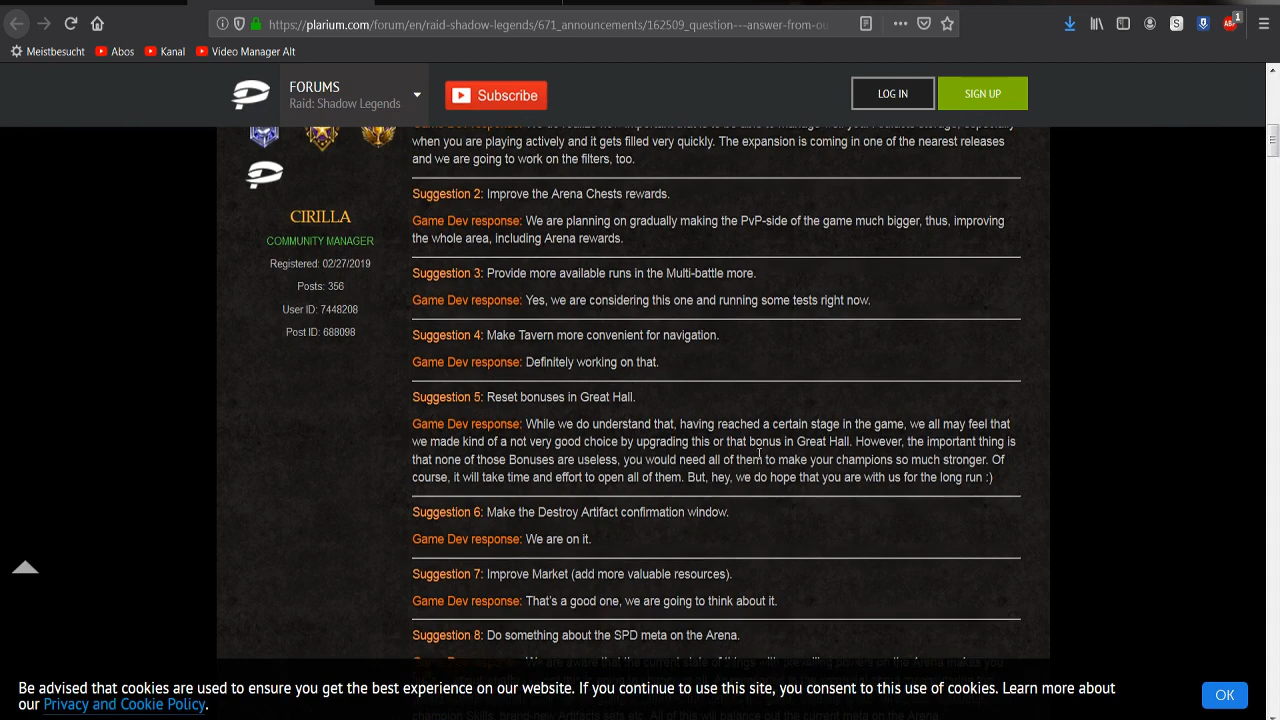 https://plarium.com/forum/en/raid-shadow-legends/671_announcements/162509_question---answer-from-ou
1
Meistbesucht Abos Kanal Video Manager Alt
FORUMS
Raid: Shadow Legends
Subscribe
LOG IN
SIGN UP
when you are playing actively and it gets filled very quickly. The expansion is coming in one of the nearest releases
and we are going to work on the filters, too.
Suggestion 2: Improve the Arena Chests rewards.
Game Dev response: We are planning on gradually making the PvP-side of the game much bigger, thus, improving
the whole area, including Arena rewards.
Suggestion 3: Provide more available runs in the Multi-battle more.
Game Dev response: Yes, we are considering this one and running some tests right now.
Suggestion 4: Make Tavern more convenient for navigation.
Game Dev response: Definitely working on that.
Suggestion 5: Reset bonuses in Great Hall.
Game Dev response: While we do understand that, having reached a certain stage in the game, we all may feel that
we made kind of a not very good choice by upgrading this or that bonus in Great Hall. However, the important thing is
that none of those Bonuses are useless, you would need all of them to make your champions so much stronger. Of
course, it will take time and effort to open all of them. But, hey, we do hope that you are with us for the long run :)
Suggestion 6: Make the Destroy Artifact confirmation window.
Game Dev response: We are on it.
Suggestion 7: Improve Market (add more valuable resources).
Game Dev response: That's a good one, we are going to think about it.
Suggestion 8: Do something about the SPD meta on the Arena.
CIRILLA
COMMUNITY MANAGER
Registered: 02/27/2019
Posts: 356
User ID: 7448208
Post ID: 688098
Be advised that cookies are used to ensure you get the best experience on our website. If you continue to use this site, you consent to this use of cookies. Learn more about
our Privacy and Cookie Policy.
OK